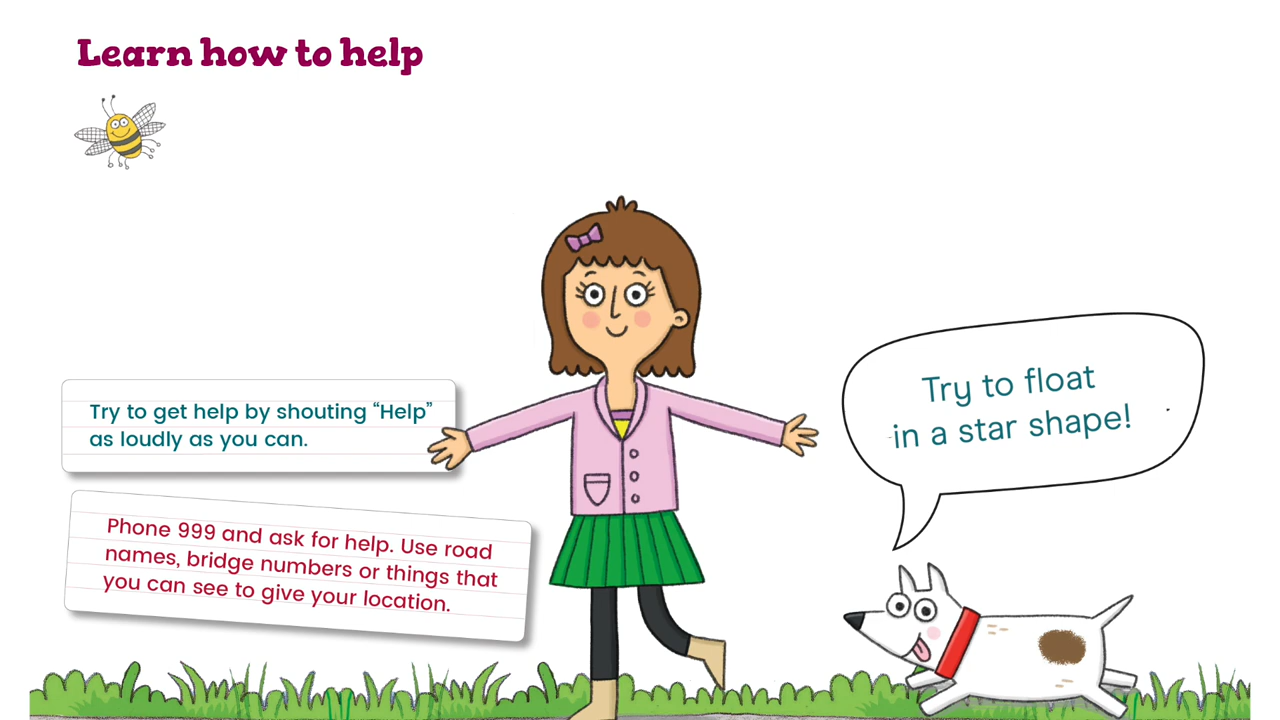 Learn how to help
Try to get help by shouting “Help”
as loudly as you can.
Phone 999 and ask for help. Use road
names, bridge numbers or things that
you can see to give your location.
Try to float
in a star shape!